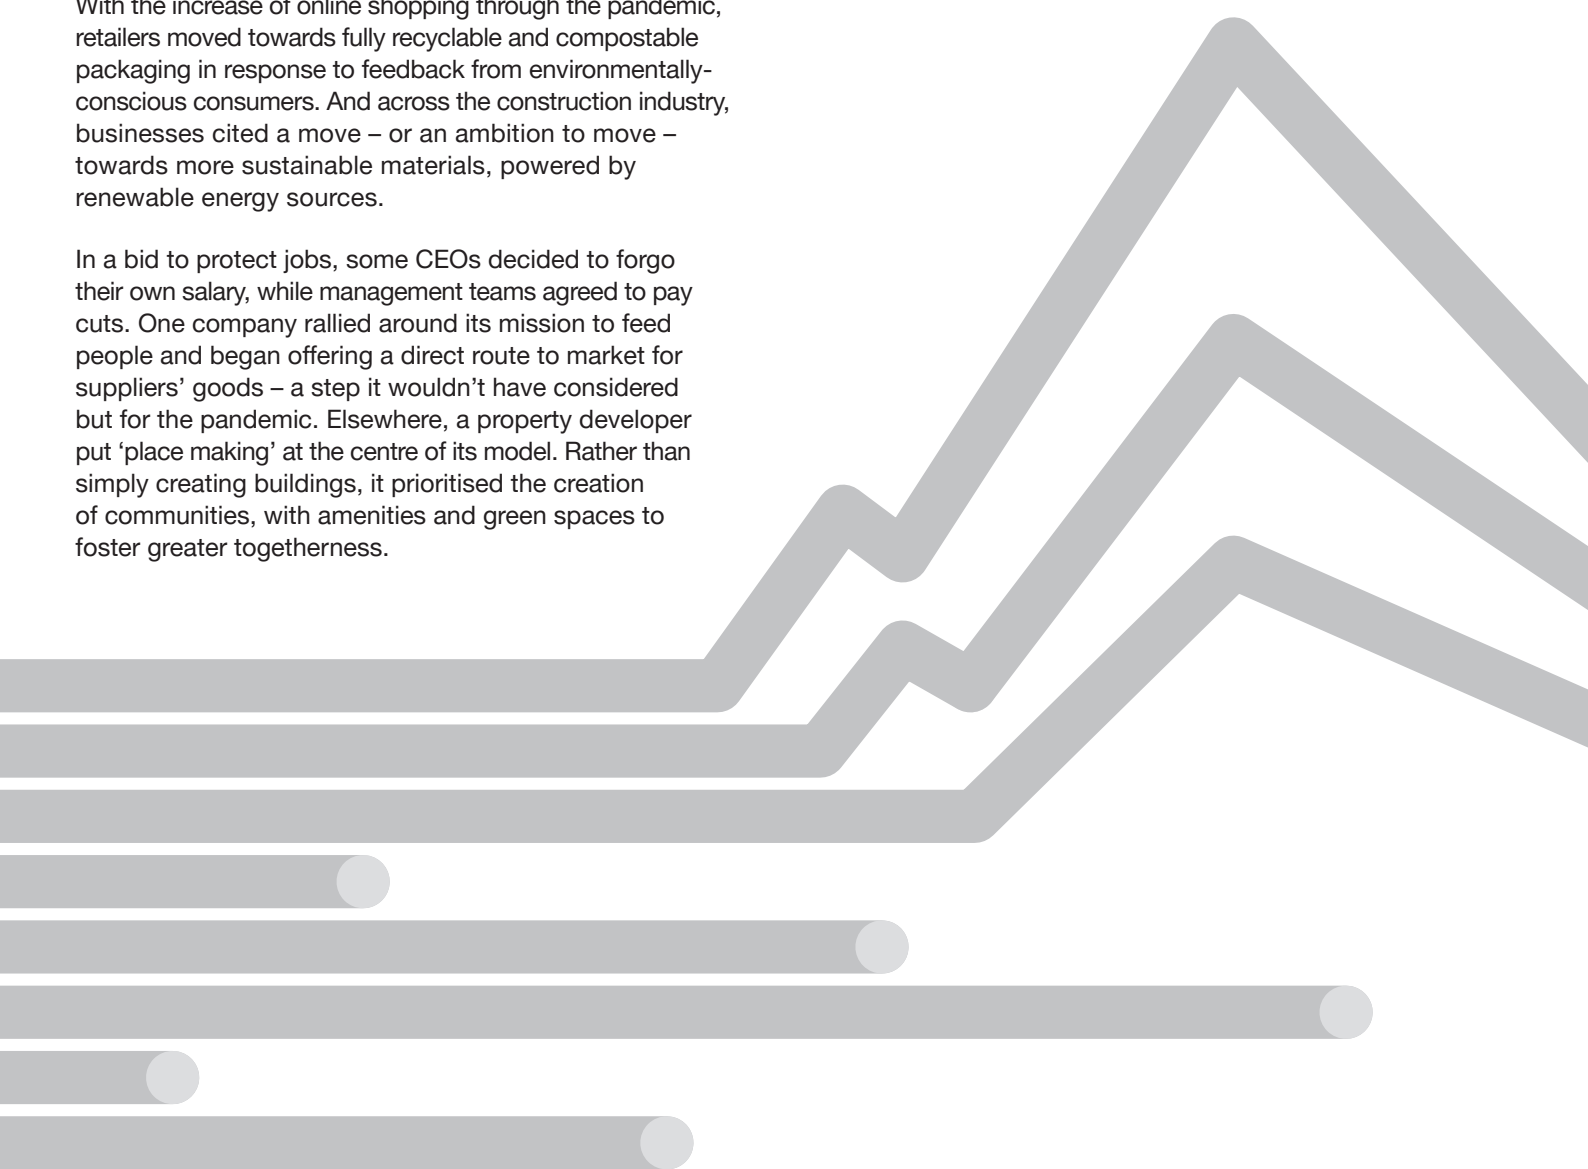 With the increase of online shopping through the pandemic,
retailers moved towards fully recyclable and compostable
packaging in response to feedback from environmentally-
conscious consumers. And across the construction industry,
businesses cited a move – or an ambition to move –
towards more sustainable materials, powered by
renewable energy sources.
In a bid to protect jobs, some CEOs decided to forgo
their own salary, while management teams agreed to pay
cuts. One company rallied around its mission to feed
people and began offering a direct route to market for
suppliers’ goods – a step it wouldn’t have considered
but for the pandemic. Elsewhere, a property developer
put ‘place making’ at the centre of its model. Rather than
simply creating buildings, it prioritised the creation
of communities, with amenities and green spaces to
foster greater togetherness.